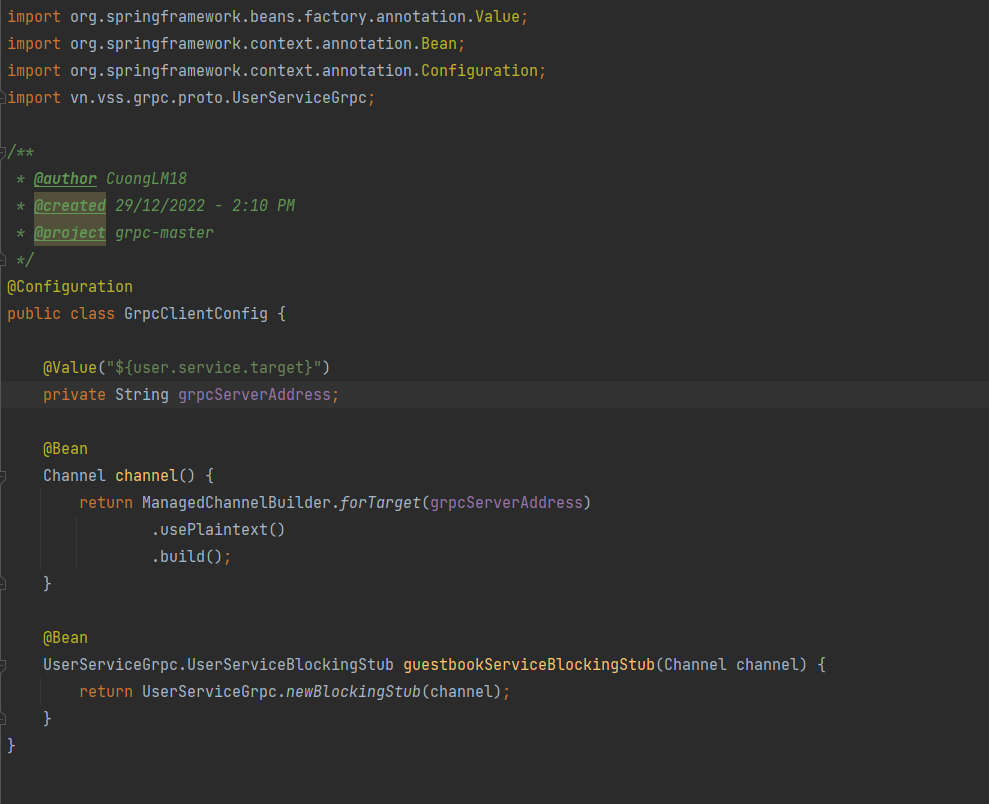 import org.springframework.beans.factory.annotation.Value;
import org.springframework.context.annotation.Bean;
import org.springframework.context.annotation.Configuration;
import vn.vss.grpc.proto.UserServiceGrpc;
/**
 * @author CuongLM18
 * @created 29/12/2022 - 2:10 PM
 * @project grpc-master
 */
@Configuration
public class GrpcClientConfig {
    @Value("${user.service.target}")
    private String grpcServerAddress;
    @Bean
    Channel channel() {
        return ManagedChannelBuilder.forTarget(grpcServerAddress)
                .usePlaintext()
                .build();
    }
    @Bean
    UserServiceGrpc.UserServiceBlockingStub guestbookServiceBlockingStub(Channel channel) {
        return UserServiceGrpc.newBlockingStub(channel);
    }
}